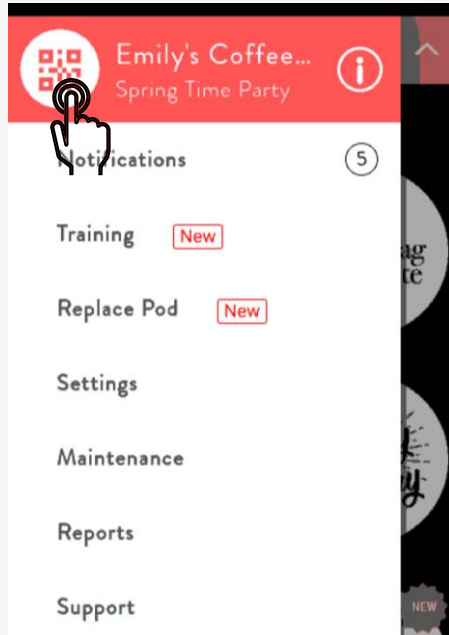 Emily's Coffee...
Spring Time Party
Notifications
5
Training
New
Replace Pod
New
Settings
Maintenance
Reports
Support
NEW